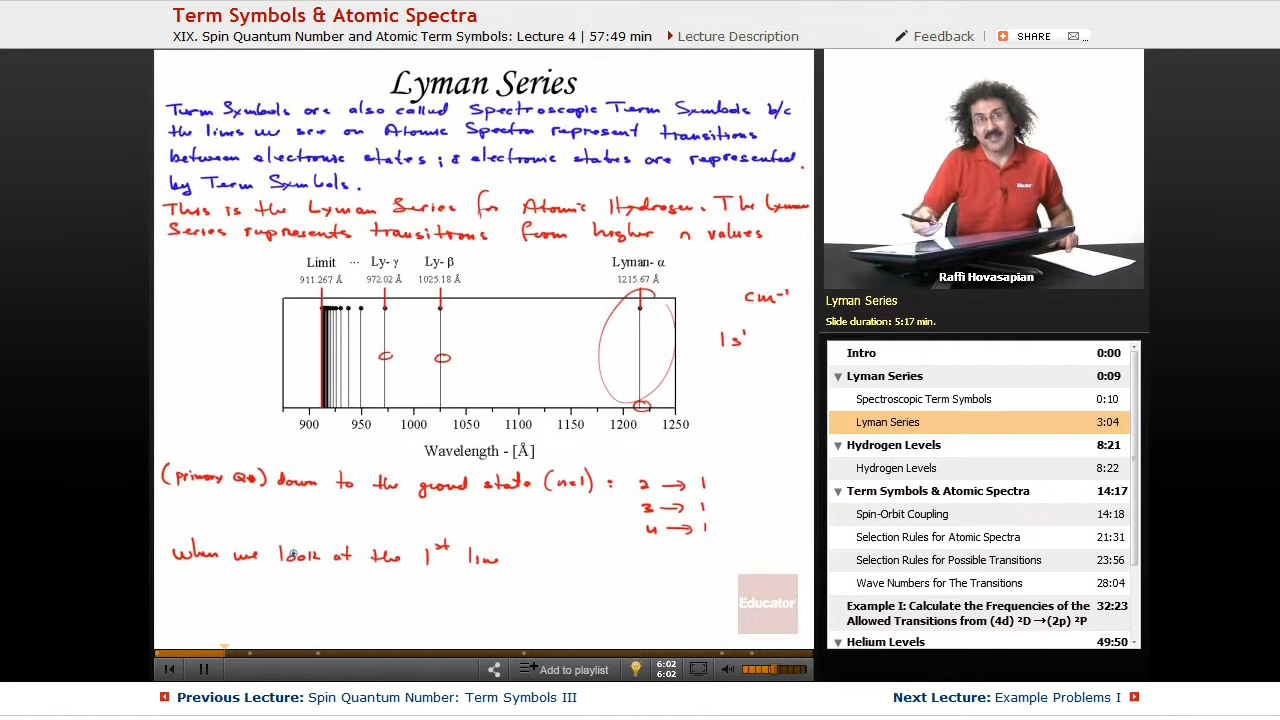 Term Symbols & Atomic Spectra
XIX. Spin Quantum Number and Atomic Term Symbols: Lecture 4 | 57:49 min
Lecture Description
Feedback
SHARE
Lyman Series
Term Symbols are also called Spectroscopic Term Symbols b/c
the lines we see on Atomic Spectra represent transitions
between electronic states ; & electronic states are represented
by Term Symbols.
This is the Lyman Series for Atomic Hydrogen. The Lyman
Series represents transitions from higher n values
Limit ... Ly-γ Ly-β Lyman-α
911.267 Å 972.02 Å 1025.18 Å 1215.67 Å
cm⁻¹
1s¹
900 950 1000 1050 1100 1150 1200 1250
Wavelength - [Å]
(primary Q#) down to the ground state (n=1) : 2 → 1
3 → 1
4 → 1
When we look at the 1st line
Educator
Educator
Raffi Hovasapian
Lyman Series
Slide duration: 5:17 min.
Intro 0:00
Lyman Series 0:09
Spectroscopic Term Symbols 0:10
Lyman Series 3:04
Hydrogen Levels 8:21
Hydrogen Levels 8:22
Term Symbols & Atomic Spectra 14:17
Spin-Orbit Coupling 14:18
Selection Rules for Atomic Spectra 21:31
Selection Rules for Possible Transitions 23:56
Wave Numbers for The Transitions 28:04
Example I: Calculate the Frequencies of the 32:23
Allowed Transitions from (4d) ²D →(2p) ²P
Helium Levels 49:50
Add to playlist
6:02
6:02
Previous Lecture: Spin Quantum Number: Term Symbols III
Next Lecture: Example Problems I